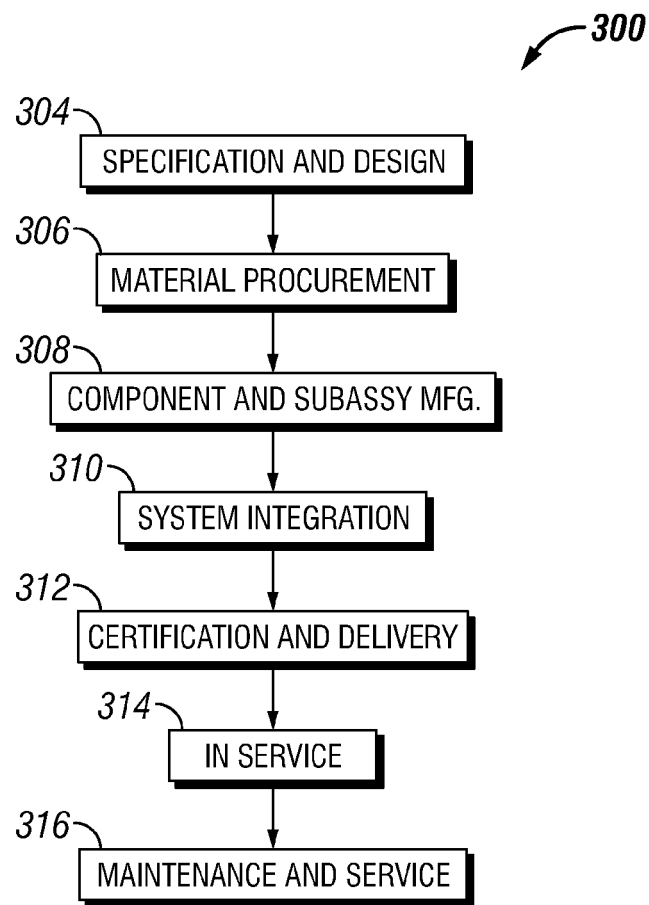 300
304
SPECIFICATION AND DESIGN
306
MATERIAL PROCUREMENT
308
COMPONENT AND SUBASSY MFG.
310
SYSTEM INTEGRATION
312
CERTIFICATION AND DELIVERY
314
IN SERVICE
316
MAINTENANCE AND SERVICE